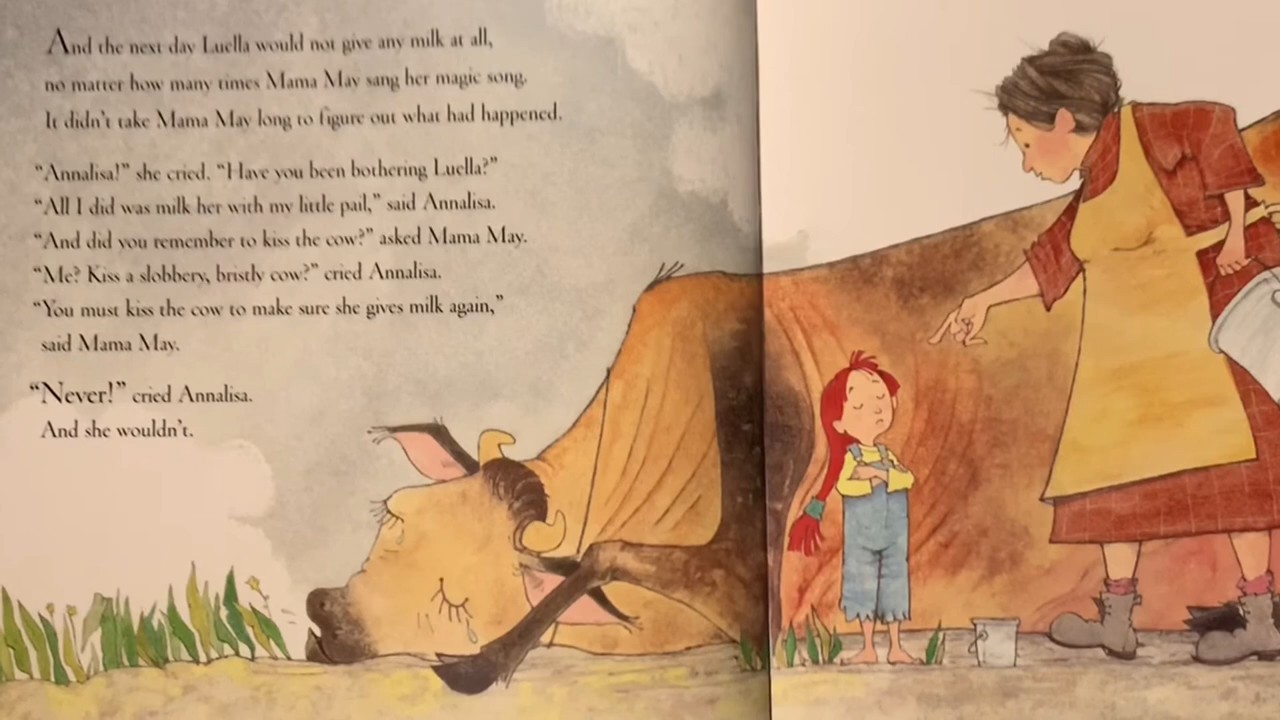 And the next day Luella would not give any milk at all,
no matter how many times Mama May sang her magic song.
It didn't take Mama May long to figure out what had happened.
“Annalisa!” she cried. “Have you been bothering Luella?”
“All I did was milk her with my little pail,” said Annalisa.
“And did you remember to kiss the cow?” asked Mama May.
“Me? Kiss a slobbery, bristly cow?” cried Annalisa.
“You must kiss the cow to make sure she gives milk again,”
said Mama May.
“Never!” cried Annalisa.
And she wouldn't.